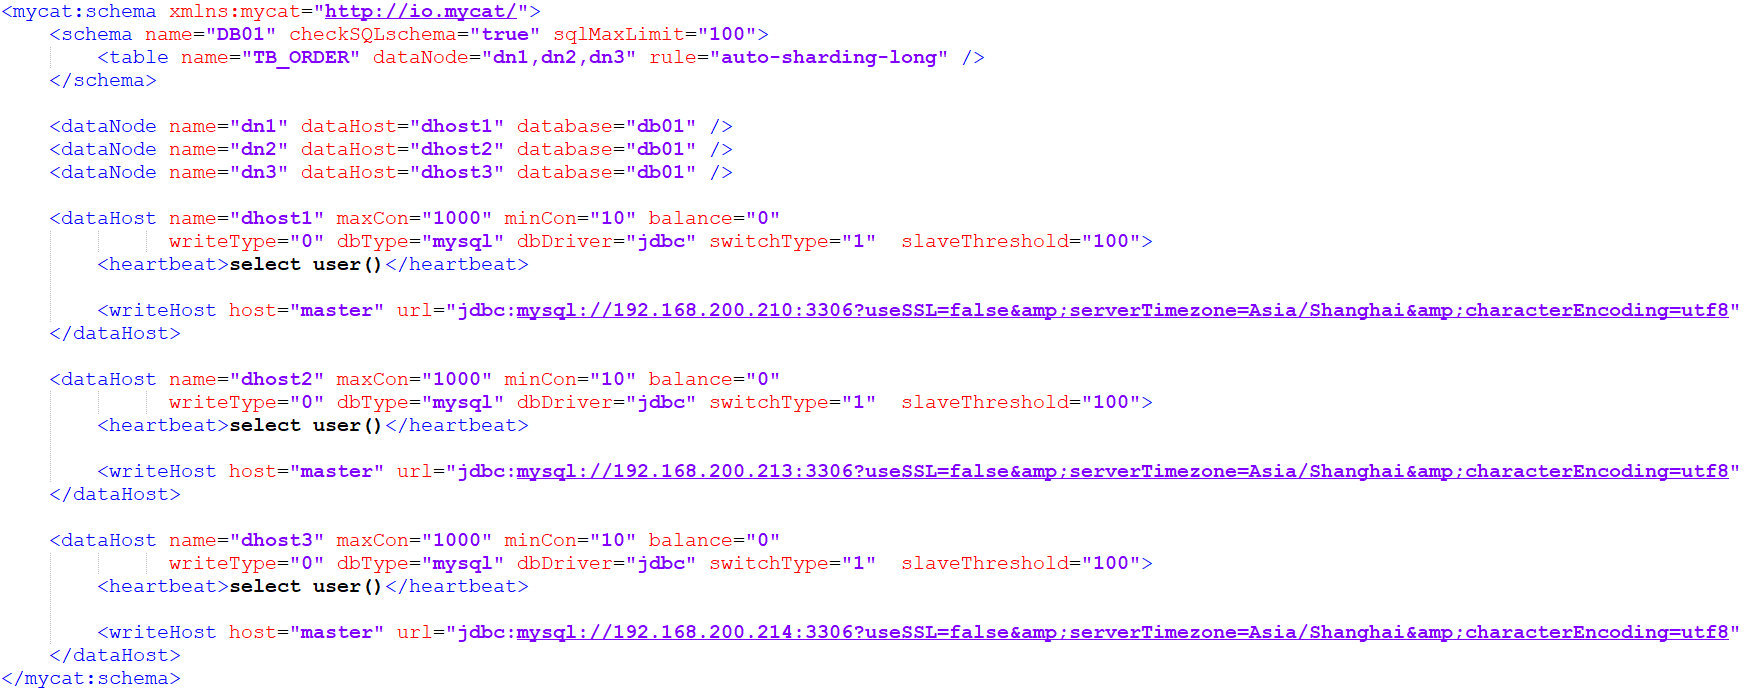 <mycat:schema xmlns:mycat="http://io.mycat/">
    <schema name="DB01" checkSQLschema="true" sqlMaxLimit="100">
        <table name="TB_ORDER" dataNode="dn1,dn2,dn3" rule="auto-sharding-long" />
    </schema>

    <dataNode name="dn1" dataHost="dhost1" database="db01" />
    <dataNode name="dn2" dataHost="dhost2" database="db01" />
    <dataNode name="dn3" dataHost="dhost3" database="db01" />

    <dataHost name="dhost1" maxCon="1000" minCon="10" balance="0"
              writeType="0" dbType="mysql" dbDriver="jdbc" switchType="1"  slaveThreshold="100">
        <heartbeat>select user()</heartbeat>

        <writeHost host="master" url="jdbc:mysql://192.168.200.210:3306?useSSL=false&amp;serverTimezone=Asia/Shanghai&amp;characterEncoding=utf8"
    </dataHost>

    <dataHost name="dhost2" maxCon="1000" minCon="10" balance="0"
              writeType="0" dbType="mysql" dbDriver="jdbc" switchType="1"  slaveThreshold="100">
        <heartbeat>select user()</heartbeat>

        <writeHost host="master" url="jdbc:mysql://192.168.200.213:3306?useSSL=false&amp;serverTimezone=Asia/Shanghai&amp;characterEncoding=utf8"
    </dataHost>

    <dataHost name="dhost3" maxCon="1000" minCon="10" balance="0"
              writeType="0" dbType="mysql" dbDriver="jdbc" switchType="1"  slaveThreshold="100">
        <heartbeat>select user()</heartbeat>

        <writeHost host="master" url="jdbc:mysql://192.168.200.214:3306?useSSL=false&amp;serverTimezone=Asia/Shanghai&amp;characterEncoding=utf8"
    </dataHost>
</mycat:schema>